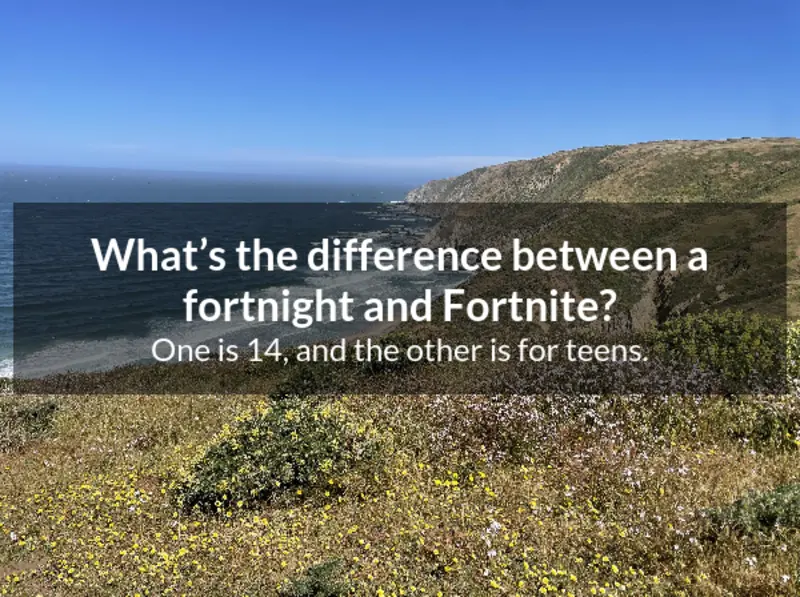 What’s the difference between a
fortnight and Fortnite?
One is 14, and the other is for teens.